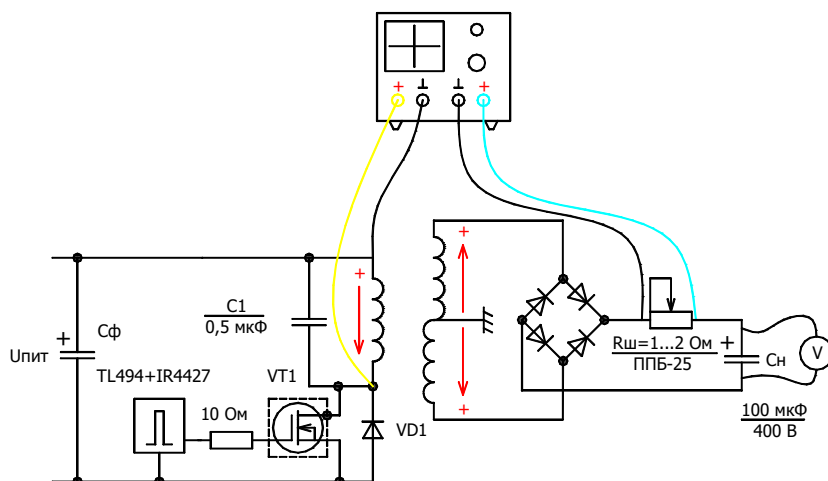 +
+
+
+
C1
0,5 мкФ
+
Cф
Uпит
TL494+IR4427
VT1
10 Ом
VD1
+
Rш=1...2 Ом
ППБ-25
+
Cн
V
100 мкФ
400 В